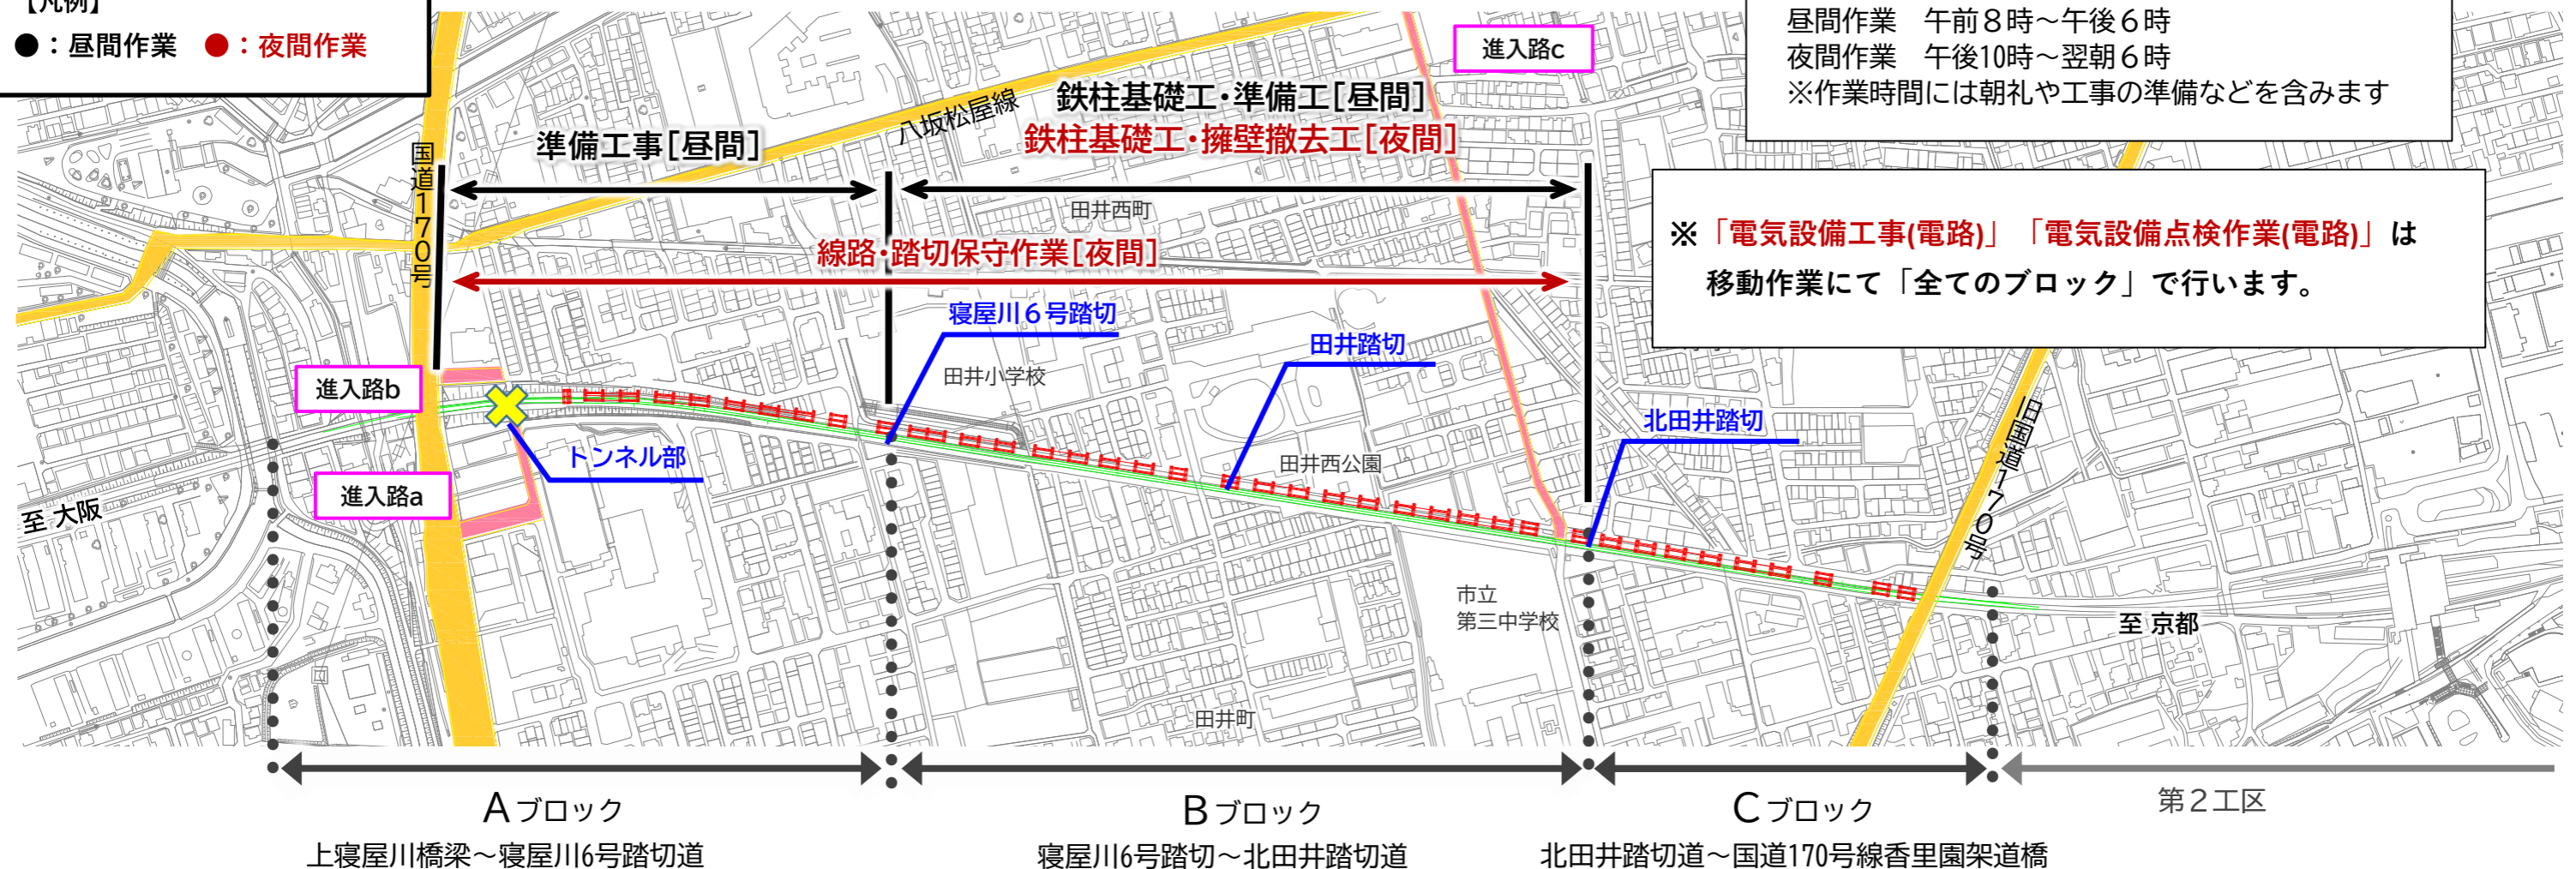 【凡例】
●：昼間作業　●：夜間作業
昼間作業　午前８時～午後６時
夜間作業　午後10時～翌朝６時
※作業時間には朝礼や工事の準備などを含みます
進入路c
鉄柱基礎工・準備工[昼間]
鉄柱基礎工・擁壁撤去工[夜間]
準備工事[昼間]
八坂松屋線
国道170号
田井西町
線路・踏切保守作業[夜間]
※「電気設備工事(電路)」「電気設備点検作業(電路)」は
移動作業にて「全てのブロック」で行います。
寝屋川６号踏切
田井踏切
田井小学校
進入路b
北田井踏切
旧国道170号
トンネル部
田井西公園
進入路a
至 大阪
市立
第三中学校
至 京都
田井町
Aブロック
上寝屋川橋梁～寝屋川6号踏切道
Bブロック
寝屋川6号踏切～北田井踏切道
Cブロック
北田井踏切道～国道170号線香里園架道橋
第２工区